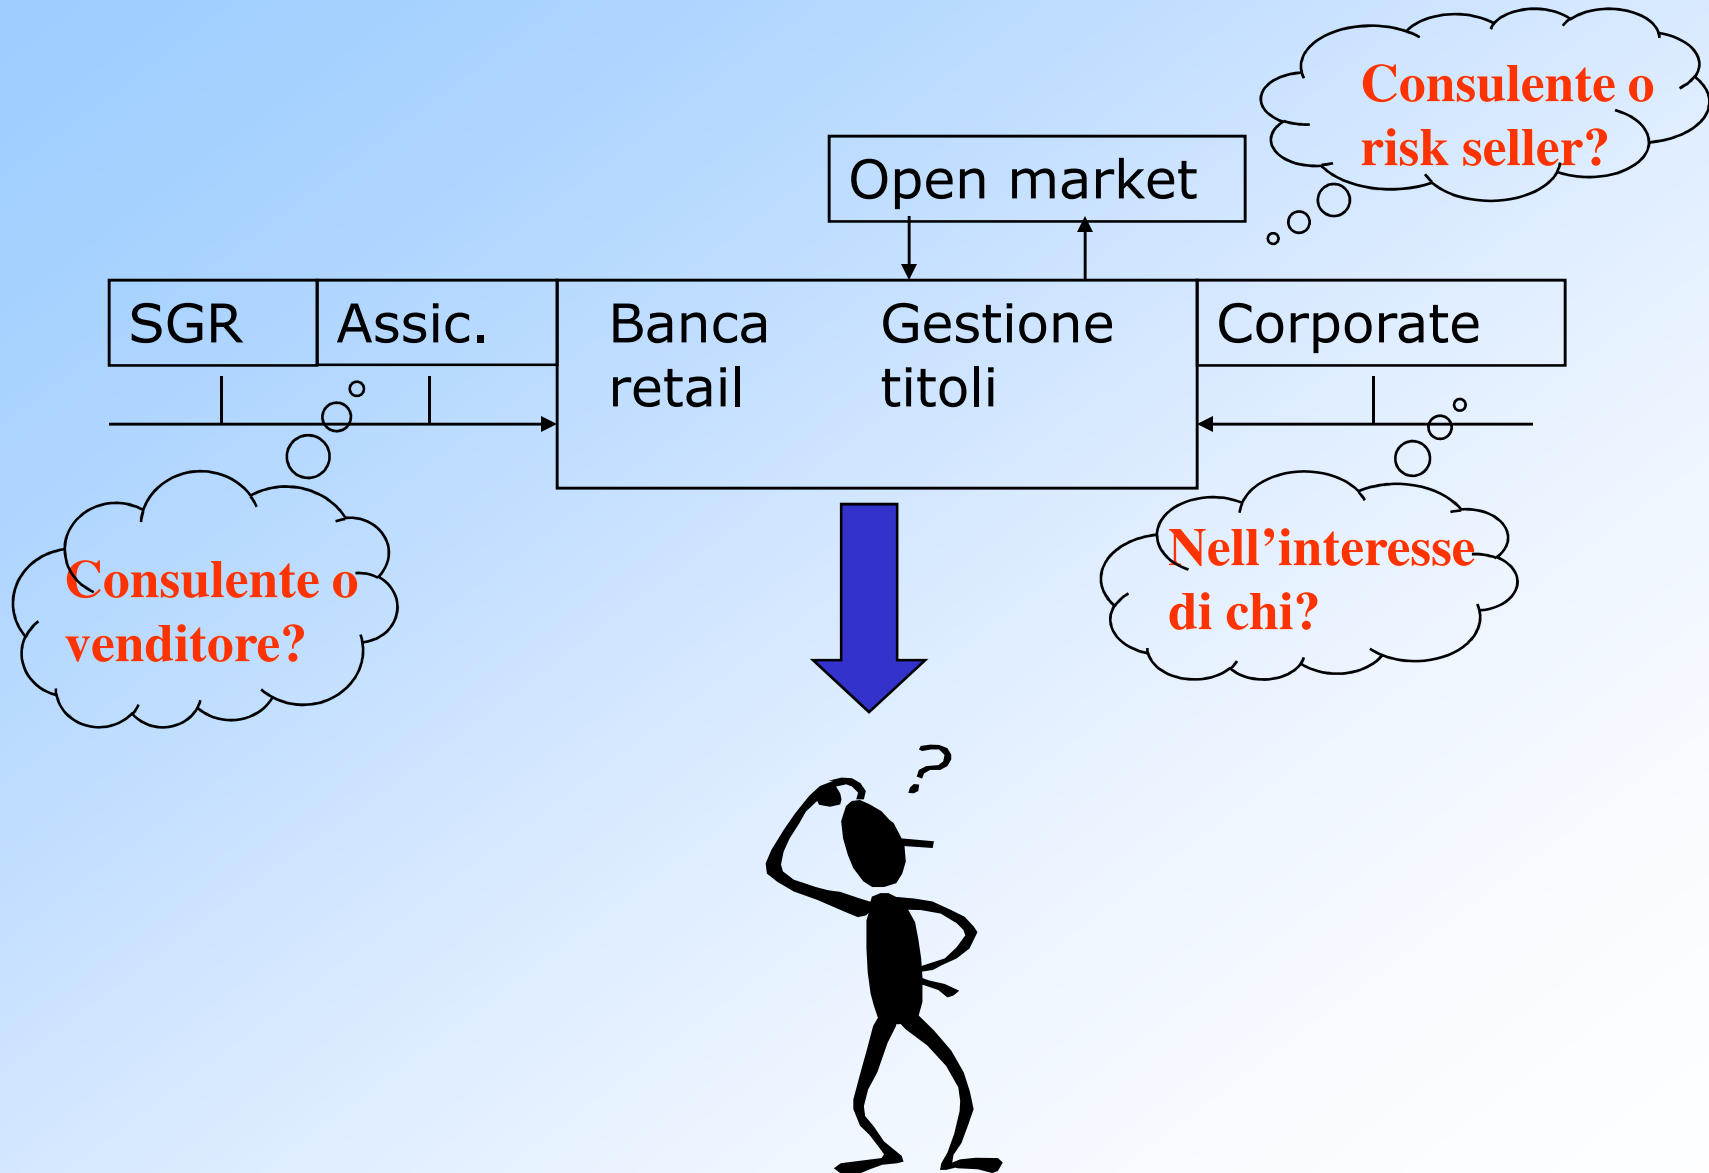 Consulente o
risk seller?
Open market
SGR
Assic.
Banca
retail
Gestione
titoli
Corporate
Consulente o
venditore?
Nell’interesse
di chi?
?